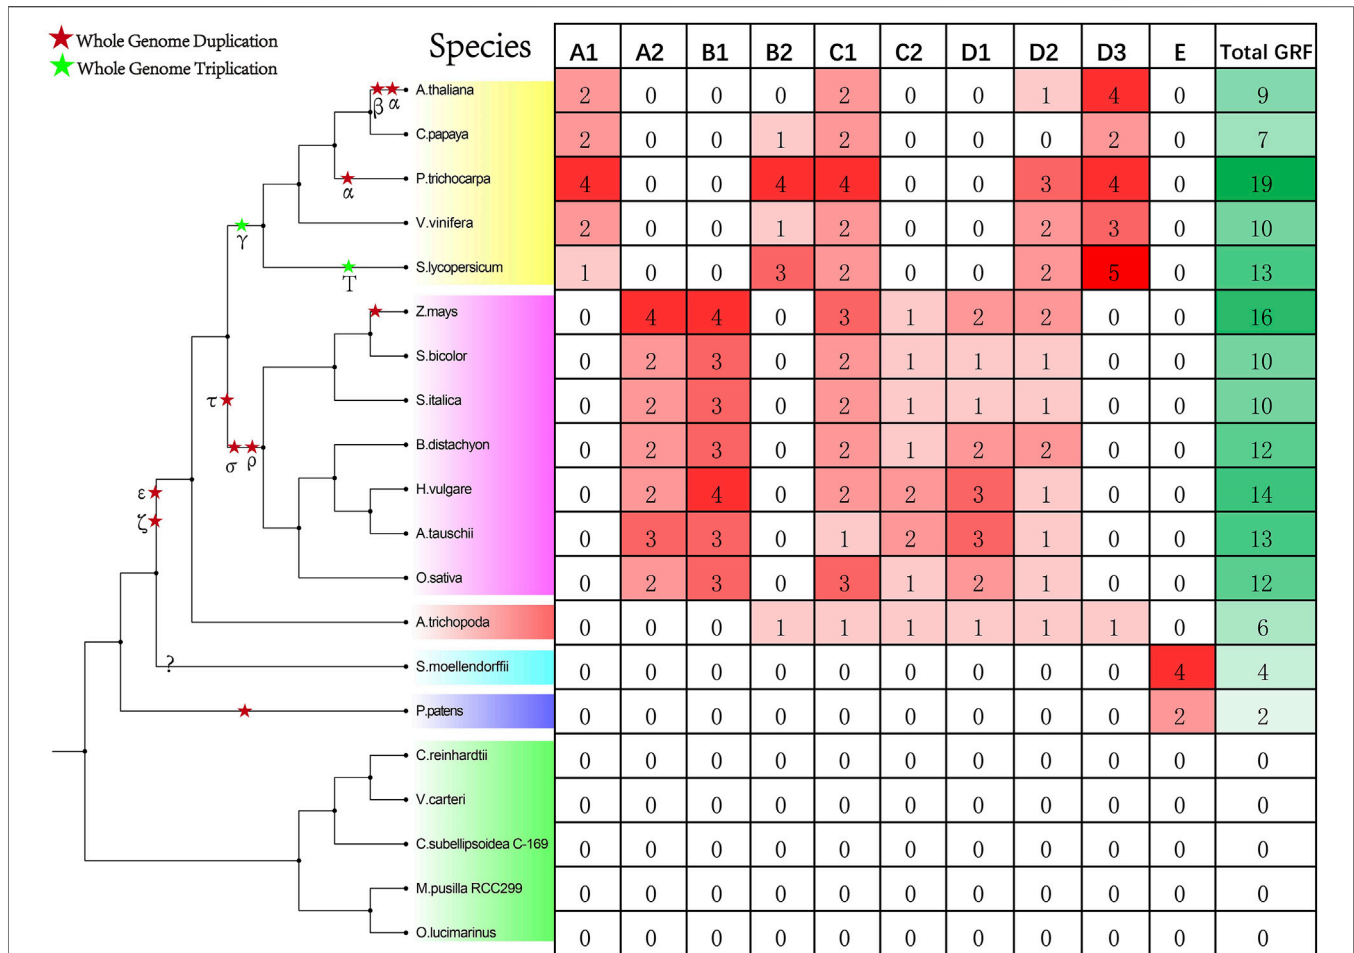 Whole Genome Duplication
Whole Genome Triplication
Species A1 A2 B1 B2 C1 C2 D1 D2 D3 E Total GRF
A.thaliana 2 0 0 0 2 0 0 1 4 0 9
β α
C.papaya 2 0 0 1 2 0 0 0 2 0 7
P.trichocarpa 4 0 0 4 4 0 0 3 4 0 19
α
V.vinifera 2 0 0 1 2 0 0 2 3 0 10
γ
S.lycopersicum 1 0 0 3 2 0 0 2 5 0 13
T
Z.mays 0 4 4 0 3 1 2 2 0 0 16
S.bicolor 0 2 3 0 2 1 1 1 0 0 10
τ
S.italica 0 2 3 0 2 1 1 1 0 0 10
B.distachyon 0 2 3 0 2 1 2 2 0 0 12
σ ρ
H.vulgare 0 2 4 0 2 2 3 1 0 0 14
ε
ζ
A.tauschii 0 3 3 0 1 2 3 1 0 0 13
O.sativa 0 2 3 0 3 1 2 1 0 0 12
A.trichopoda 0 0 0 1 1 1 1 1 1 0 6
?
S.moellendorffii 0 0 0 0 0 0 0 0 0 4 4
P.patens 0 0 0 0 0 0 0 0 0 2 2
C.reinhardtii 0 0 0 0 0 0 0 0 0 0 0
V.carteri 0 0 0 0 0 0 0 0 0 0 0
C.subellipsoidea C-169 0 0 0 0 0 0 0 0 0 0 0
M.pusilla RCC299 0 0 0 0 0 0 0 0 0 0 0
O.lucimarinus 0 0 0 0 0 0 0 0 0 0 0